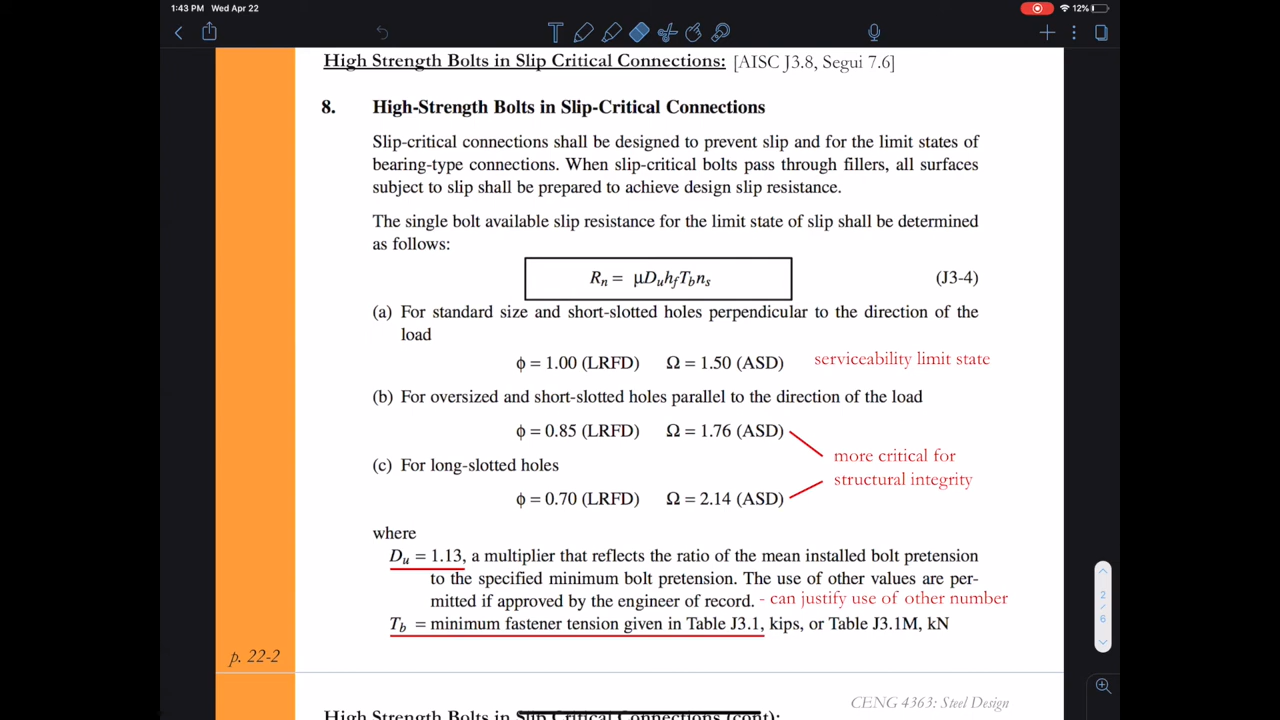 1:43 PM Wed Apr 22
12%
High Strength Bolts in Slip Critical Connections: [AISC J3.8, Segui 7.6]
8. High-Strength Bolts in Slip-Critical Connections
Slip-critical connections shall be designed to prevent slip and for the limit states of
bearing-type connections. When slip-critical bolts pass through fillers, all surfaces
subject to slip shall be prepared to achieve design slip resistance.
The single bolt available slip resistance for the limit state of slip shall be determined
as follows:
Rn = μDuhfTbns (J3-4)
(a) For standard size and short-slotted holes perpendicular to the direction of the
load
ϕ = 1.00 (LRFD) Ω = 1.50 (ASD) serviceability limit state
(b) For oversized and short-slotted holes parallel to the direction of the load
ϕ = 0.85 (LRFD) Ω = 1.76 (ASD)
more critical for
(c) For long-slotted holes
structural integrity
ϕ = 0.70 (LRFD) Ω = 2.14 (ASD)
where
Du = 1.13, a multiplier that reflects the ratio of the mean installed bolt pretension
to the specified minimum bolt pretension. The use of other values are per-
mitted if approved by the engineer of record. - can justify use of other number
Tb = minimum fastener tension given in Table J3.1, kips, or Table J3.1M, kN
2
6
p. 22-2
CENG 4363: Steel Design
High Strength Bolts in Slip Critical Connections (cont):